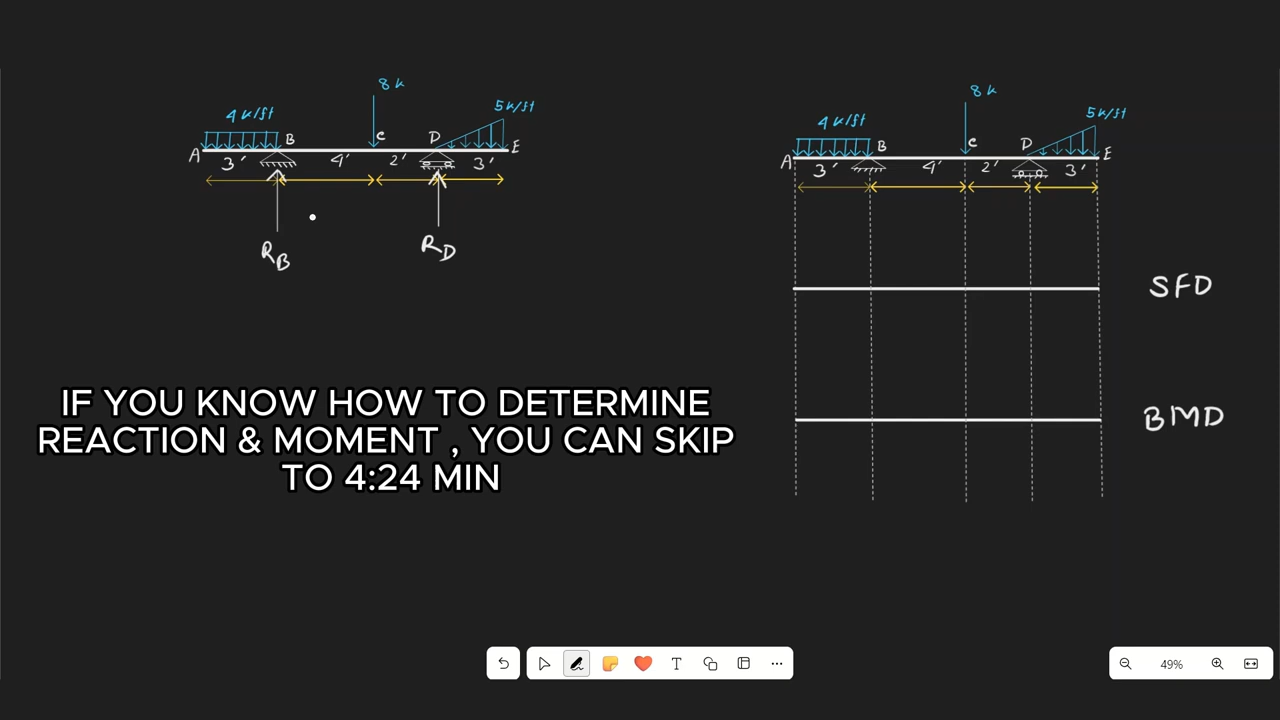 8 k
4 k/ft
5 k/ft
A
B
C
D
E
3'
4'
2'
3'
R_B
R_D
8 k
4 k/ft
5 k/ft
A
B
C
D
E
3'
4'
2'
3'
SFD
BMD
IF YOU KNOW HOW TO DETERMINE
REACTION & MOMENT , YOU CAN SKIP
TO 4:24 MIN
T
49%